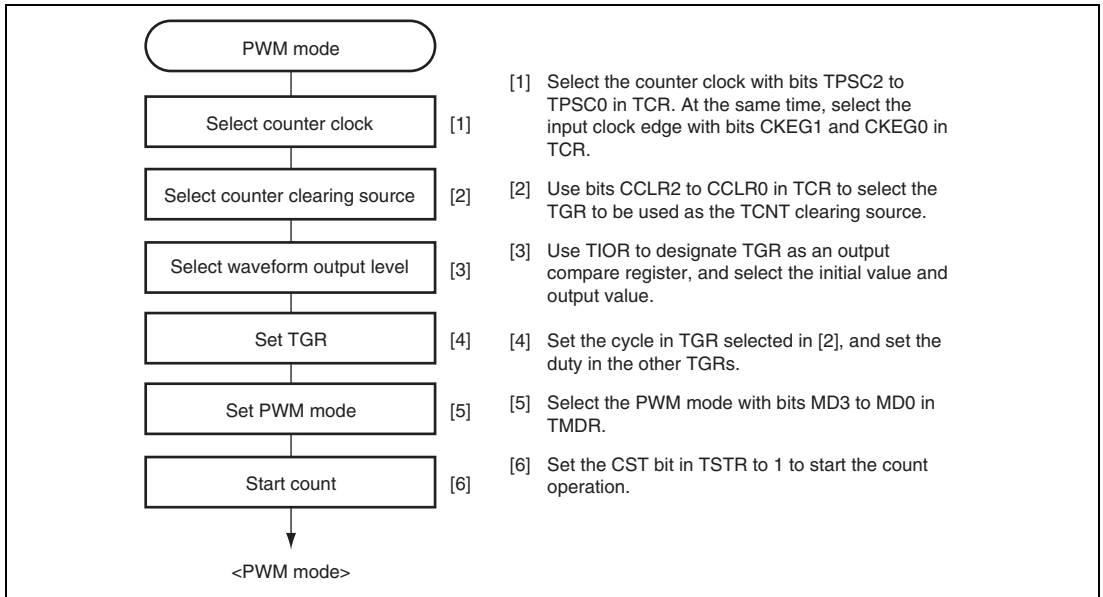 PWM mode
Select counter clock [1]
Select counter clearing source [2]
Select waveform output level [3]
Set TGR [4]
Set PWM mode [5]
Start count [6]
<PWM mode>
[1] Select the counter clock with bits TPSC2 to
TPSC0 in TCR. At the same time, select the
input clock edge with bits CKEG1 and CKEG0 in
TCR.
[2] Use bits CCLR2 to CCLR0 in TCR to select the
TGR to be used as the TCNT clearing source.
[3] Use TIOR to designate TGR as an output
compare register, and select the initial value and
output value.
[4] Set the cycle in TGR selected in [2], and set the
duty in the other TGRs.
[5] Select the PWM mode with bits MD3 to MD0 in
TMDR.
[6] Set the CST bit in TSTR to 1 to start the count
operation.